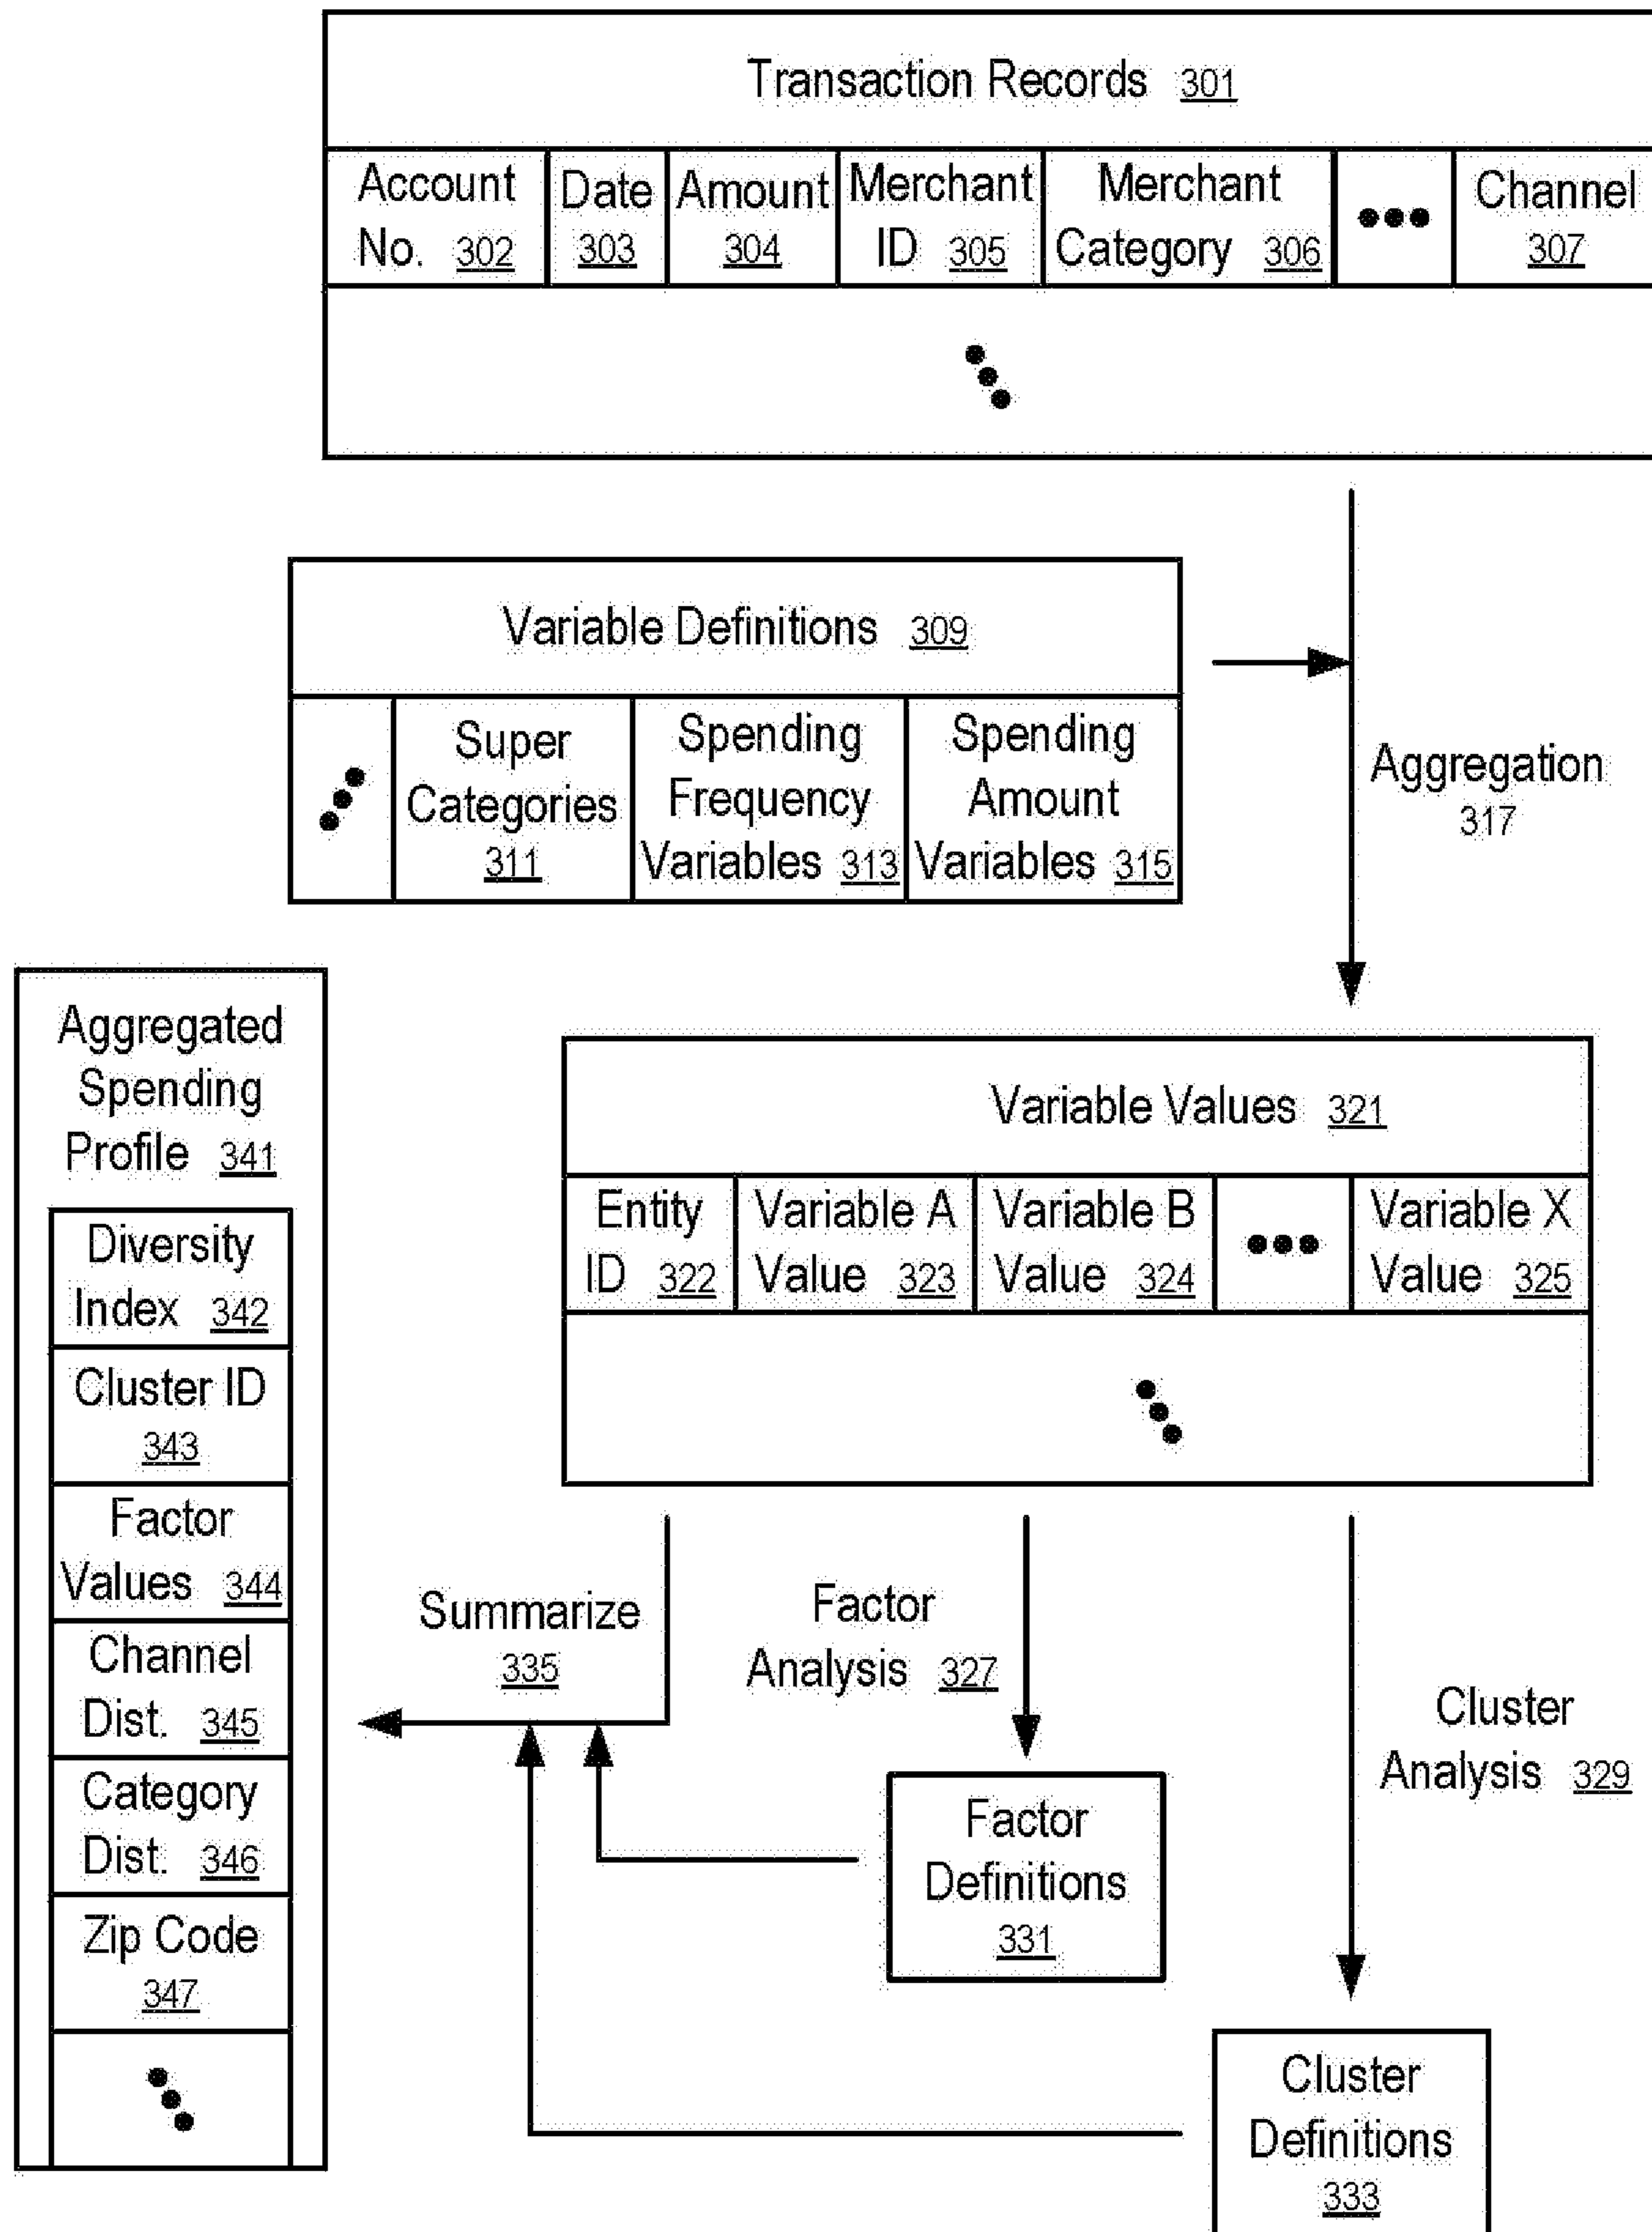 Transaction Records 301
Account
No. 302
Date
303
Amount
304
Merchant
ID 305
Merchant
Category 306
Channel
307
Variable Definitions 309
Super
Categories
311
Spending
Frequency
Variables 313
Spending
Amount
Variables 315
Aggregation
317
Aggregated
Spending
Profile 341
Diversity
Index 342
Cluster ID
343
Factor
Values 344
Channel
Dist. 345
Category
Dist. 346
Zip Code
347
Variable Values 321
Entity
ID 322
Variable A
Value 323
Variable B
Value 324
Variable X
Value 325
Summarize
335
Factor
Analysis 327
Cluster
Analysis 329
Factor
Definitions
331
Cluster
Definitions
333